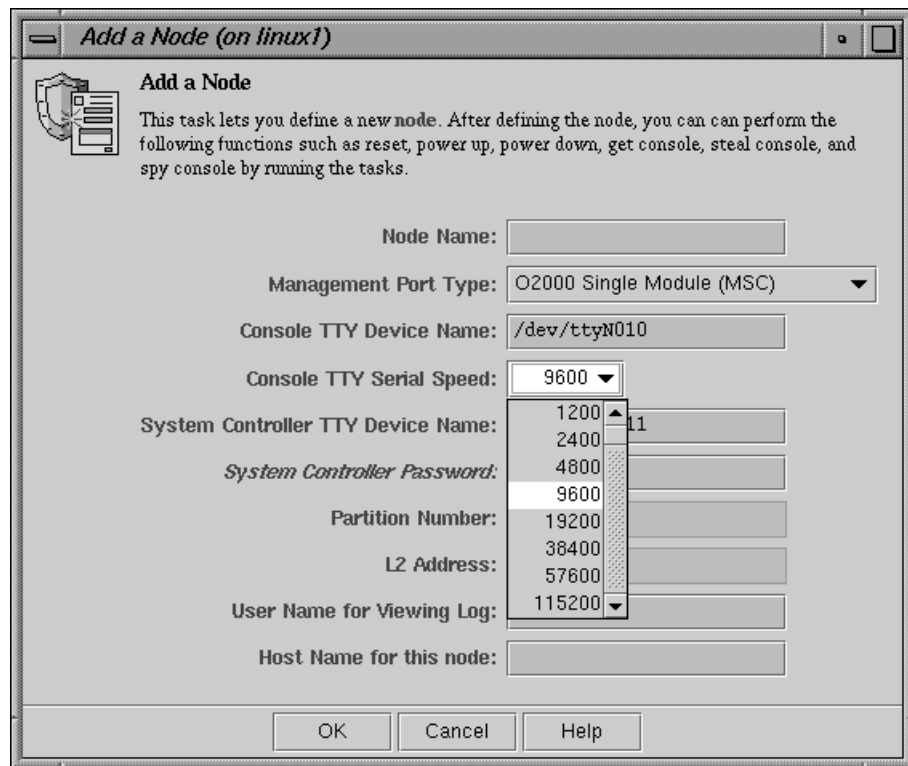 Add a Node (on linux1)
Add a Node
This task lets you define a new node. After defining the node, you can can perform the
following functions such as reset, power up, power down, get console, steal console, and
spy console by running the tasks.
Node Name:
Management Port Type: O2000 Single Module (MSC)
Console TTY Device Name: /dev/ttyN010
Console TTY Serial Speed: 9600
1200
System Controller TTY Device Name: 11
2400
4800
System Controller Password:
9600
Partition Number:
19200
38400
L2 Address:
57600
115200
User Name for Viewing Log:
Host Name for this node:
OK Cancel Help